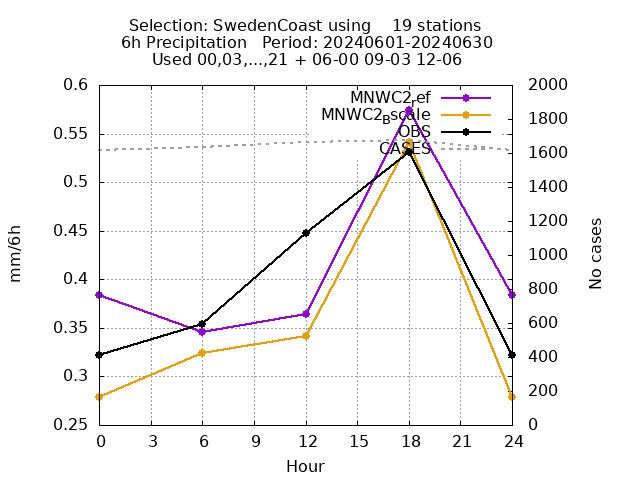 Selection: SwedenCoast using 19 stations
6h Precipitation Period: 20240601-20240630
Used 00,03,...,21 + 06-00 09-03 12-06
0.6
0.55
0.5
0.45
0.4
0.35
0.3
0.25
mm/6h
MNWC2_ref
MNWC2_Bscale
OBS
CASES
2000
1800
1600
1400
1200
1000
800
600
400
200
0
No cases
0 3 6 9 12 15 18 21 24
Hour